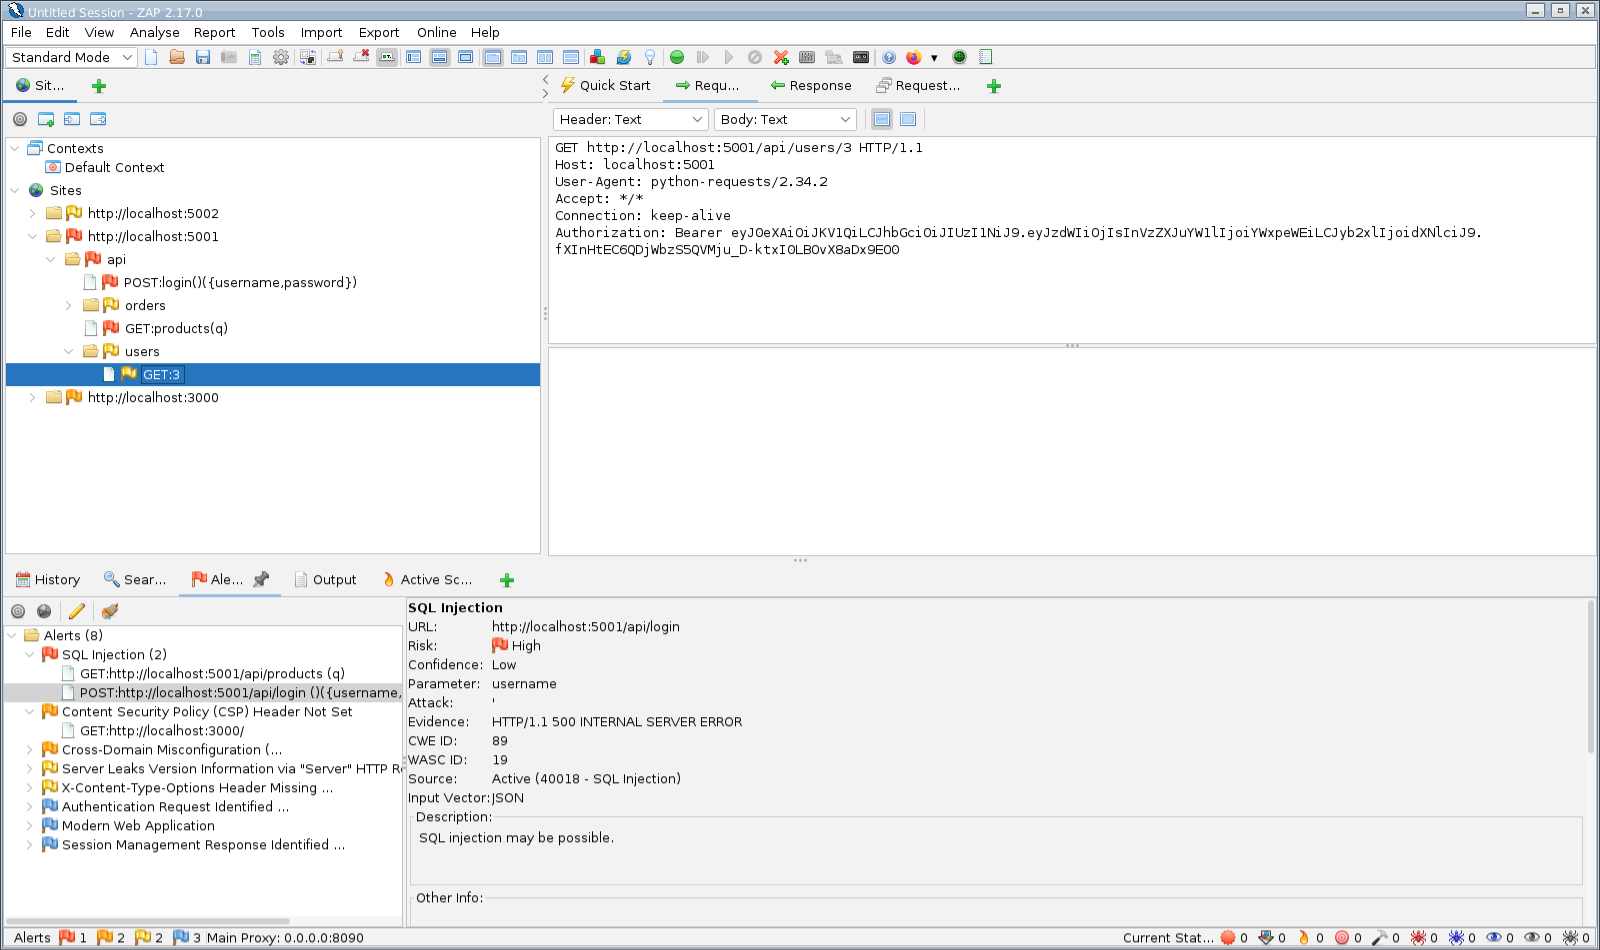 Untitled Session - ZAP 2.17.0
File Edit View Analyse Report Tools Import Export Online Help
Standard Mode
Sit...
Quick Start
Requ...
Response
Request...
Header: Text
Body: Text
Contexts
Default Context
Sites
http://localhost:5002
http://localhost:5001
api
POST:login()({username,password})
orders
GET:products(q)
users
GET:3
http://localhost:3000
GET http://localhost:5001/api/users/3 HTTP/1.1
Host: localhost:5001
User-Agent: python-requests/2.34.2
Accept: */*
Connection: keep-alive
Authorization: Bearer eyJ0eXAiOiJKV1QiLCJhbGciOiJIUzI1NiJ9.eyJzdWIiOjIsInVzZXJuYW1lIjoiYWxpeWEiLCJyb2xlIjoidXNlciJ9.
fXInHtEC6QDjWbzS5QVMju_D-ktxI0LBOvX8aDx9E00
History
Sear...
Ale...
Output
Active Sc...
Alerts (8)
SQL Injection (2)
GET:http://localhost:5001/api/products (q)
POST:http://localhost:5001/api/login ()({username,
Content Security Policy (CSP) Header Not Set
GET:http://localhost:3000/
Cross-Domain Misconfiguration (...
Server Leaks Version Information via "Server" HTTP R
X-Content-Type-Options Header Missing ...
Authentication Request Identified ...
Modern Web Application
Session Management Response Identified ...
SQL Injection
URL: http://localhost:5001/api/login
Risk: High
Confidence: Low
Parameter: username
Attack: '
Evidence: HTTP/1.1 500 INTERNAL SERVER ERROR
CWE ID: 89
WASC ID: 19
Source: Active (40018 - SQL Injection)
Input Vector: JSON
Description:
SQL injection may be possible.
Other Info:
Alerts 1 2 2 3 Main Proxy: 0.0.0.0:8090
Current Stat... 0 0 0 0 0 0 0 0 0 0